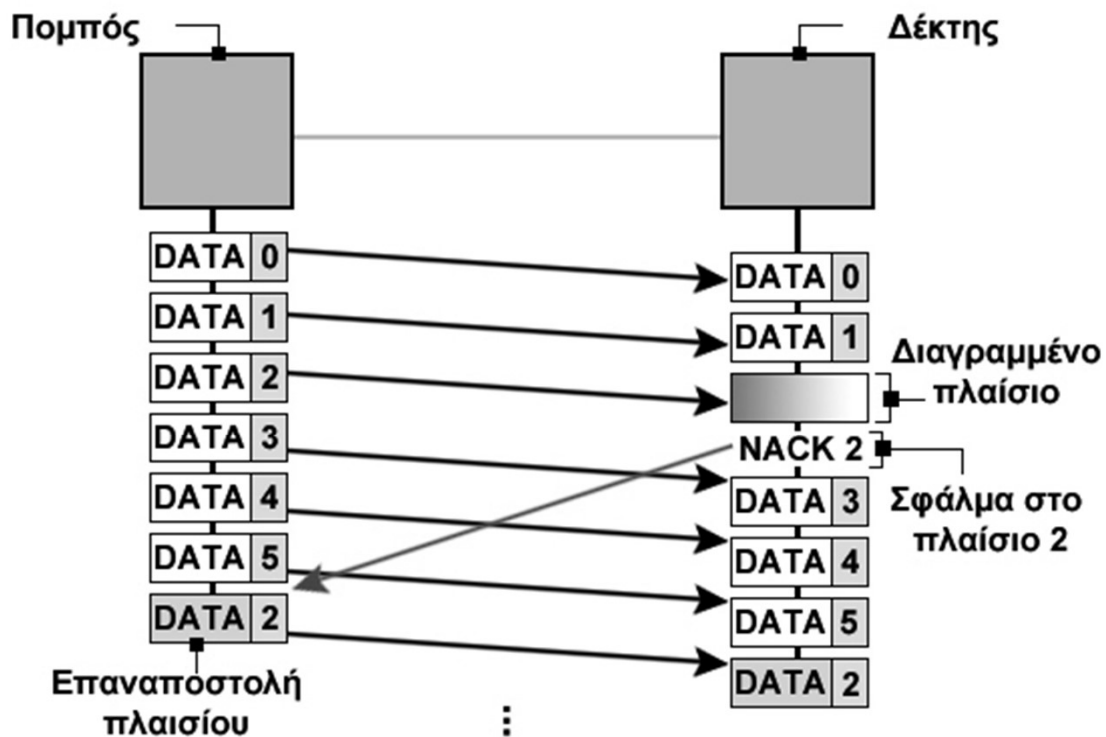 Πομπός
Δέκτης
DATA 0
DATA 1
DATA 2
DATA 3
DATA 4
DATA 5
DATA 2
Επαναποστολή
πλαισίου
DATA 0
DATA 1
Διαγραμμένο
πλαίσιο
NACK 2
Σφάλμα στο
πλαίσιο 2
DATA 3
DATA 4
DATA 5
DATA 2